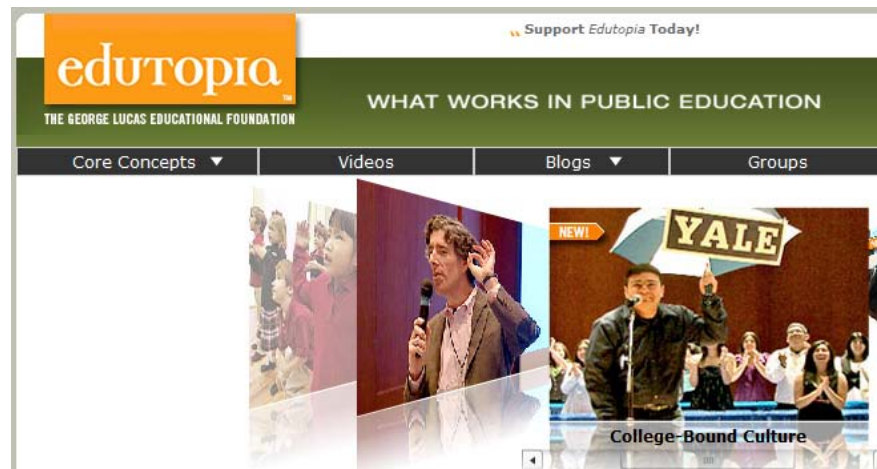 Support Edutopia Today!
edutopia™
THE GEORGE LUCAS EDUCATIONAL FOUNDATION
WHAT WORKS IN PUBLIC EDUCATION
Core Concepts ▼ Videos Blogs ▼ Groups
NEW!
YALE
College-Bound Culture